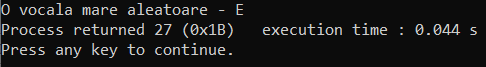 O vocala mare aleatoare - E
Process returned 27 (0x1B)   execution time : 0.044 s
Press any key to continue.